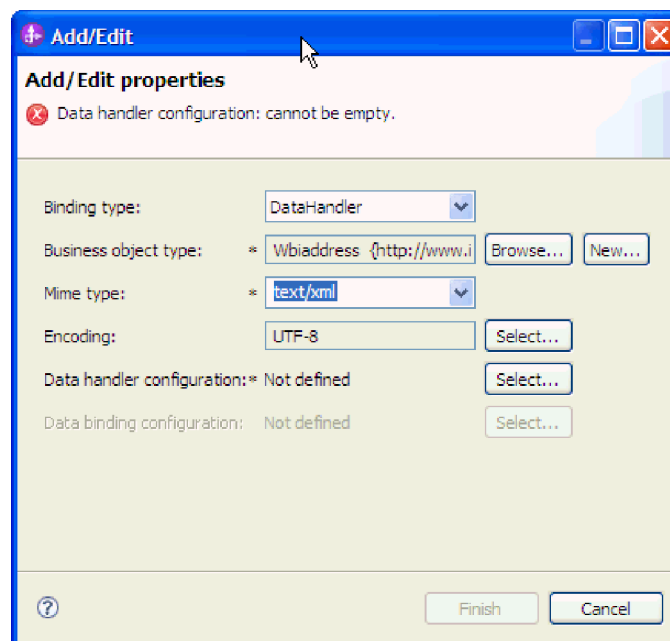 Add/Edit
Add/Edit properties
Data handler configuration: cannot be empty.
Binding type: DataHandler
Business object type: * Wbiaddress {http://www.i Browse... New...
Mime type: * text/xml
Encoding: UTF-8 Select...
Data handler configuration:* Not defined Select...
Data binding configuration: Not defined Select...
? Finish Cancel